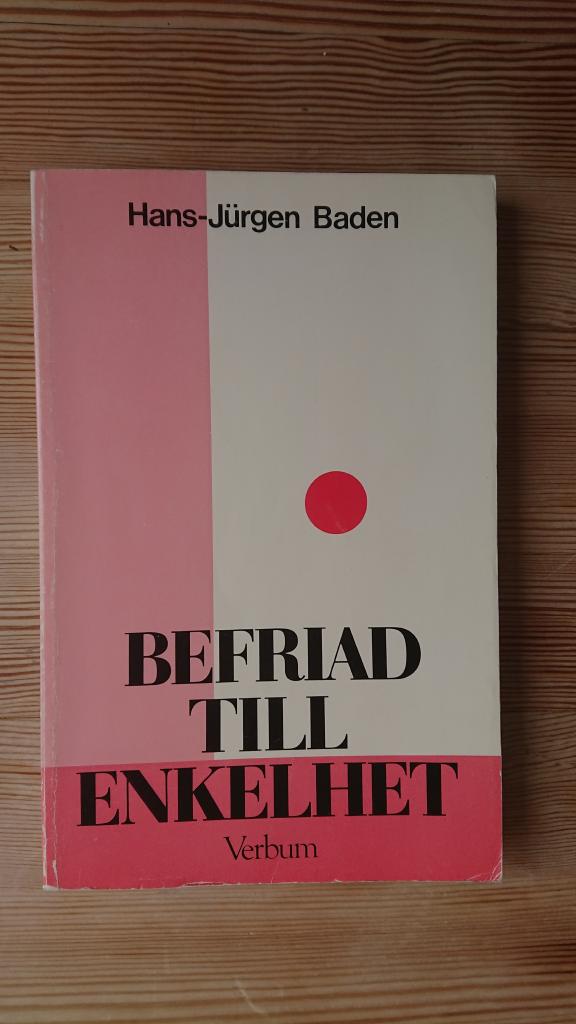 Hans-Jürgen Baden
BEFRIAD
TILL
ENKELHET
Verbum